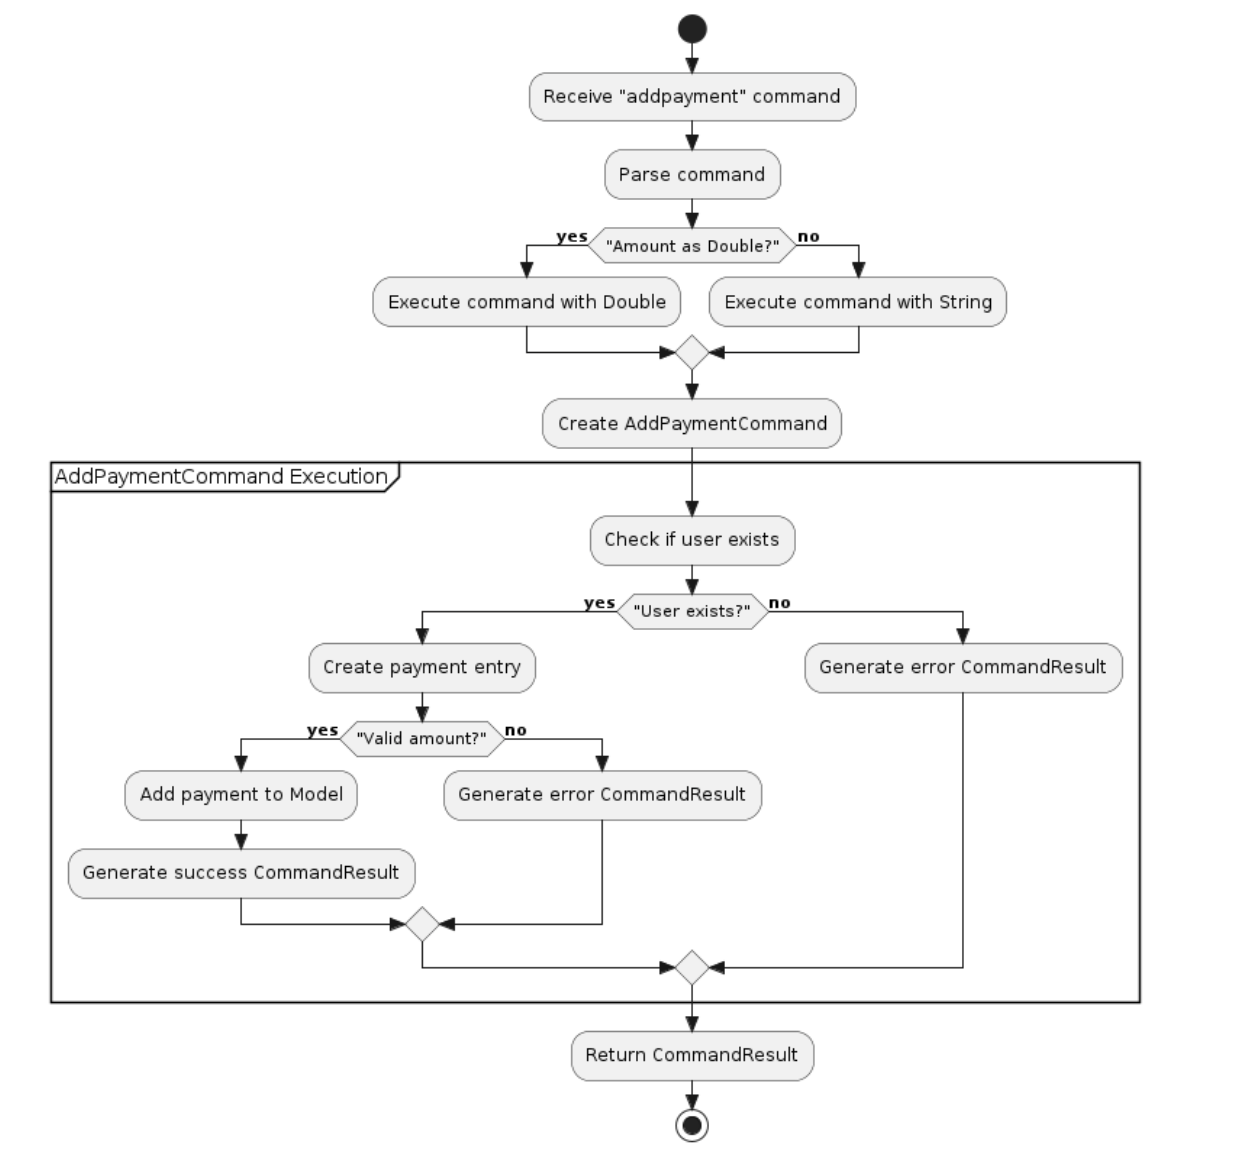 Receive "addpayment" command
Parse command
yes
"Amount as Double?"
no
Execute command with Double
Execute command with String
Create AddPaymentCommand
AddPaymentCommand Execution
Check if user exists
yes
"User exists?"
no
Create payment entry
Generate error CommandResult
yes
"Valid amount?"
no
Add payment to Model
Generate error CommandResult
Generate success CommandResult
Return CommandResult